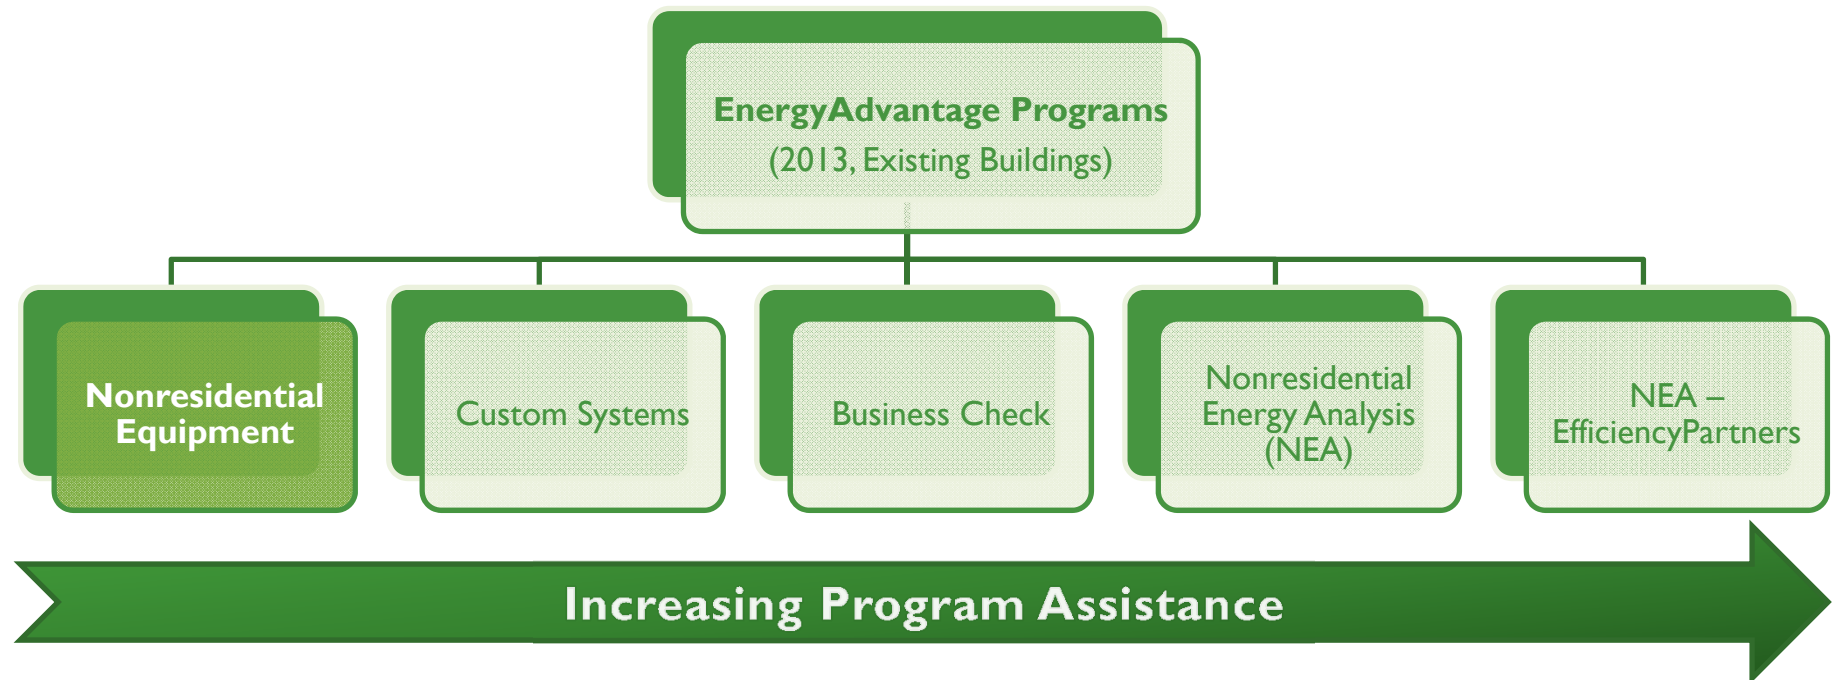 EnergyAdvantage Programs
(2013, Existing Buildings)
Nonresidential
Equipment
Custom Systems
Business Check
Nonresidential
Energy Analysis
(NEA)
NEA –
EfficiencyPartners
Increasing Program Assistance